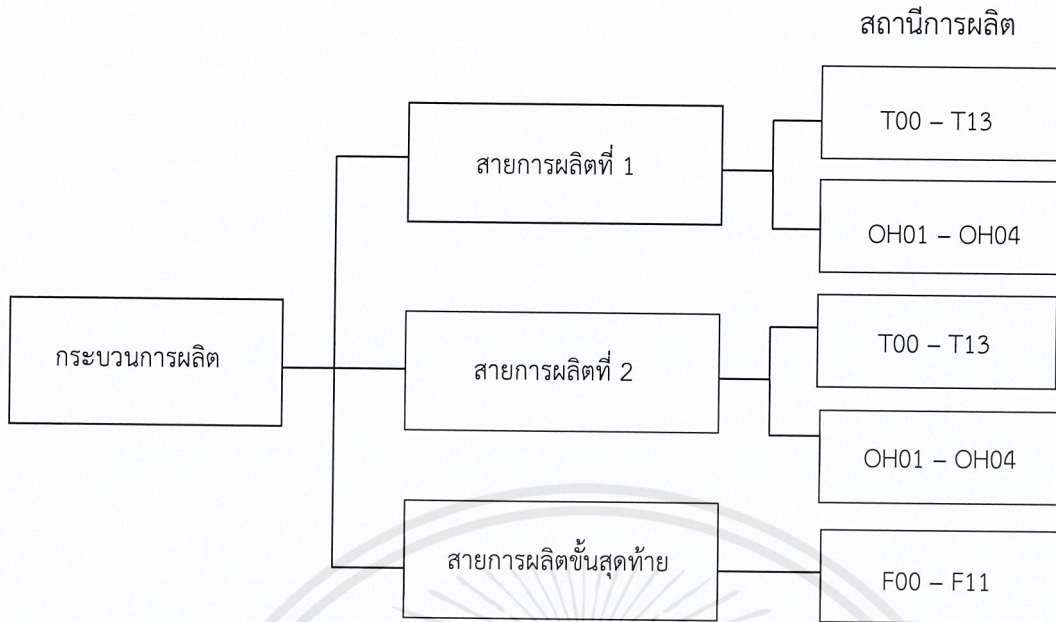 สถานีการผลิต
T00 – T13
สายการผลิตที่ 1
OH01 – OH04
T00 – T13
กระบวนการผลิต
สายการผลิตที่ 2
OH01 – OH04
สายการผลิตขั้นสุดท้าย
F00 – F11